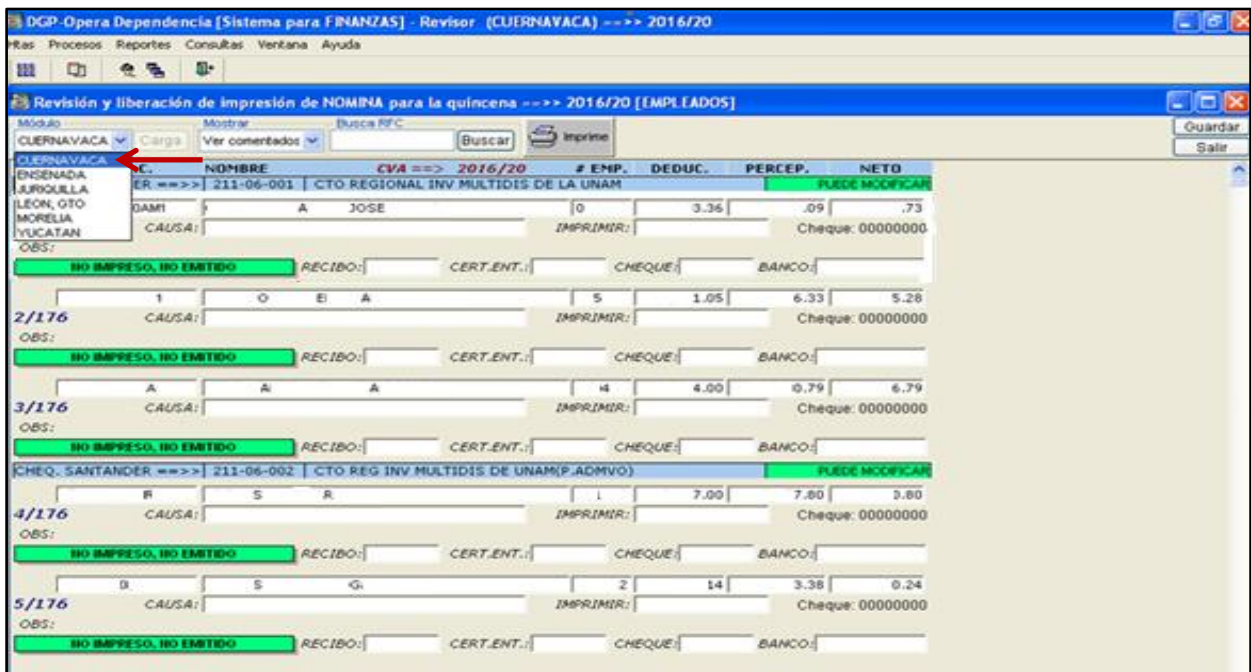 DGP-Opera Dependencia [Sistema para FINANZAS] - Revisor (CUERNAVACA) ==>> 2016/20
Procesos Reportes Consultas Ventana Ayuda
Revisión y liberación de impresión de NOMINA para la quincena ==>> 2016/20 [EMPLEADOS]
Módulo Mostrar Busca RFC
CUERNAVACA Carga Ver comentados Buscar Imprime Guardar
Salir
CUERNAVACA
ENSENADA
JURIQUILLA
LEON, GTO
MORELIA
YUCATAN
NOMBRE CVA ==> 2016/20 # EMP. DEDUC. PERCEP. NETO
211-06-001 CTO REGIONAL INV MULTIDIS DE LA UNAM PUEDE MODIFICAR
A JOSE 0 3.36 .09 .73
CAUSA: IMPRIMIR: Cheque: 00000000
OBS:
NO IMPRESO, NO EMITIDO RECIBO: CERT.ENT.: CHEQUE: BANCO:
1 O E A 5 1.05 6.33 5.28
2/176 CAUSA: IMPRIMIR: Cheque: 00000000
OBS:
NO IMPRESO, NO EMITIDO RECIBO: CERT.ENT.: CHEQUE: BANCO:
A A A 4 4.00 0.79 6.79
3/176 CAUSA: IMPRIMIR: Cheque: 00000000
OBS:
NO IMPRESO, NO EMITIDO RECIBO: CERT.ENT.: CHEQUE: BANCO:
CHEQ. SANTANDER ==>> 211-06-002 CTO REG INV MULTIDIS DE UNAM(P.ADMVO) PUEDE MODIFICAR
S R 7.00 7.80 3.80
4/176 CAUSA: IMPRIMIR: Cheque: 00000000
OBS:
NO IMPRESO, NO EMITIDO RECIBO: CERT.ENT.: CHEQUE: BANCO:
S G 2 14 3.38 0.24
5/176 CAUSA: IMPRIMIR: Cheque: 00000000
OBS:
NO IMPRESO, NO EMITIDO RECIBO: CERT.ENT.: CHEQUE: BANCO: